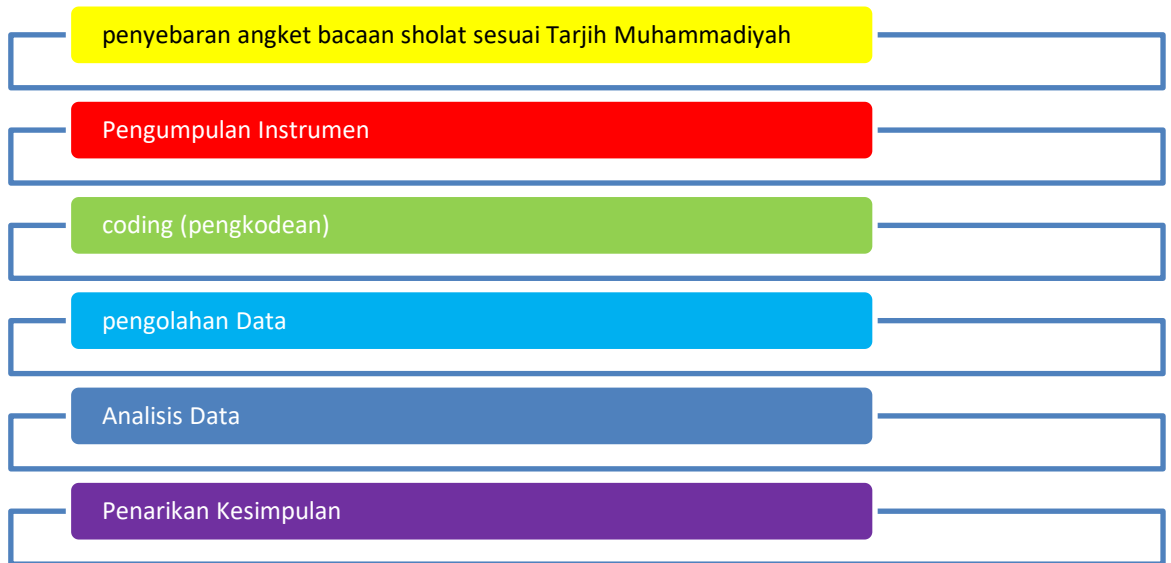 penyebaran angket bacaan sholat sesuai Tarjih Muhammadiyah
Pengumpulan Instrumen
coding (pengkodean)
pengolahan Data
Analisis Data
Penarikan Kesimpulan